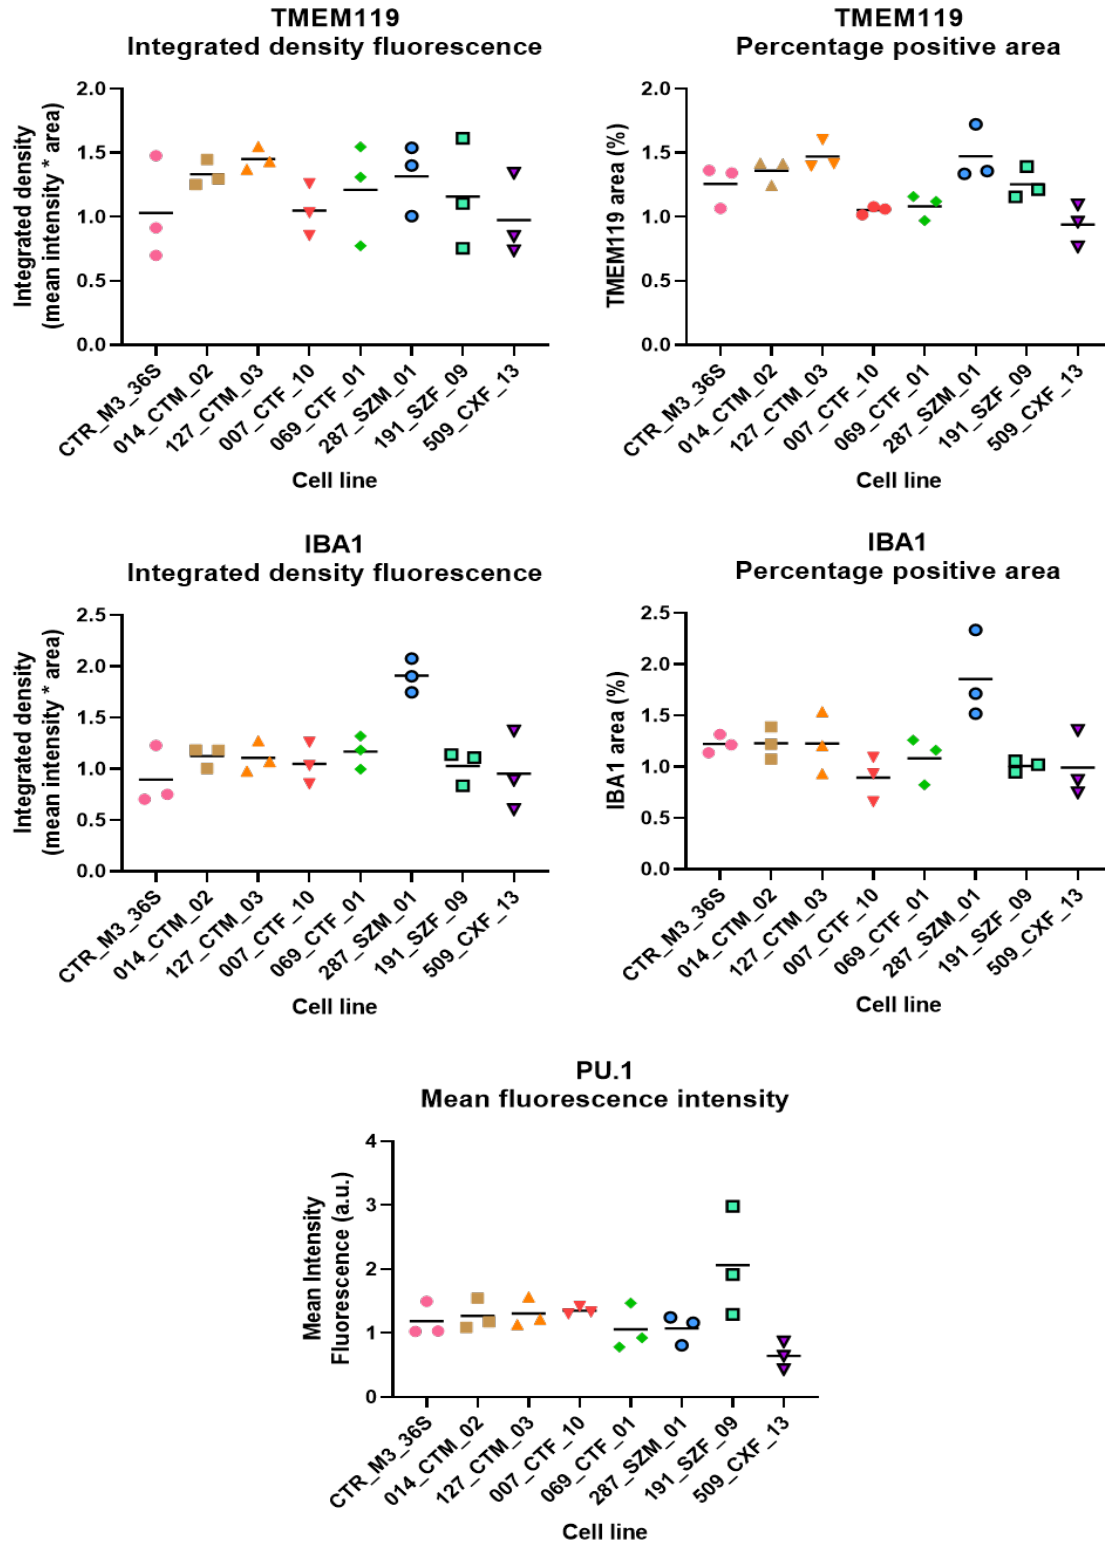 TMEM119
Integrated density fluorescence
Integrated density
(mean intensity * area)
2.0
1.5
1.0
0.5
0.0
CTR_M3_36S
014_CTM_02
127_CTM_03
007_CTF_10
069_CTF_01
287_SZM_01
191_SZF_09
509_CXF_13
Cell line
TMEM119
Percentage positive area
TMEM119 area (%)
2.0
1.5
1.0
0.5
0.0
CTR_M3_36S
014_CTM_02
127_CTM_03
007_CTF_10
069_CTF_01
287_SZM_01
191_SZF_09
509_CXF_13
Cell line
IBA1
Integrated density fluorescence
Integrated density
(mean intensity * area)
2.5
2.0
1.5
1.0
0.5
0.0
CTR_M3_36S
014_CTM_02
127_CTM_03
007_CTF_10
069_CTF_01
287_SZM_01
191_SZF_09
509_CXF_13
Cell line
IBA1
Percentage positive area
IBA1 area (%)
2.5
2.0
1.5
1.0
0.5
0.0
CTR_M3_36S
014_CTM_02
127_CTM_03
007_CTF_10
069_CTF_01
287_SZM_01
191_SZF_09
509_CXF_13
Cell line
PU.1
Mean fluorescence intensity
Mean Intensity
Fluorescence (a.u.)
4
3
2
1
0
CTR_M3_36S
014_CTM_02
127_CTM_03
007_CTF_10
069_CTF_01
287_SZM_01
191_SZF_09
509_CXF_13
Cell line